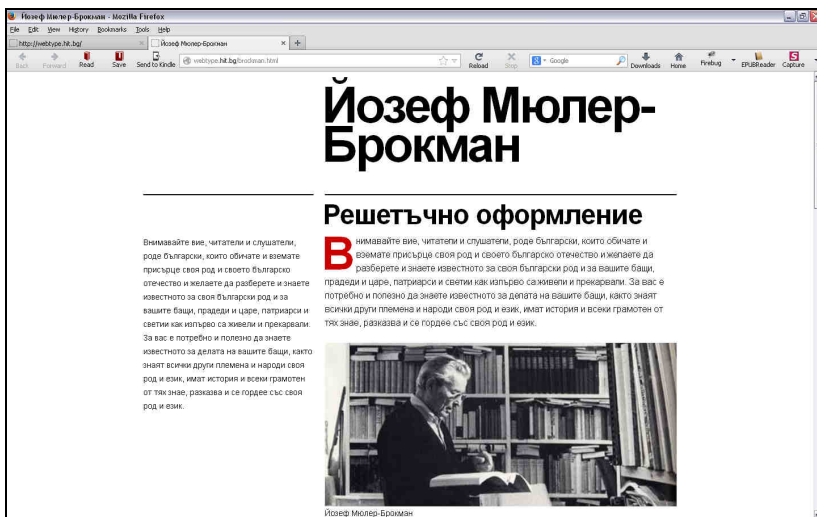 Йозеф Мюлер-Брокман - Mozilla Firefox
File Edit View History Bookmarks Tools Help
http://webtype.hit.bg/ × Йозеф Мюлер-Брокман × +
Back Forward Read Save Send to Kindle webtype.hit.bg/brockman.html Reload Stop Google Downloads Home Firebug EPUBReader Capture
Йозеф Мюлер-
Брокман
Решетъчно оформление
Внимавайте вие, читатели и слушатели,
роде български, които обичате и
вземате присърце своя род и
своето българско
отечество и желаете да разберете и знаете
известното за своя български род и за
вашите бащи, прадеди и царе, патриарси и
светии как изпърво са живели и прекарвали.
За вас е потребно и полезно да знаете
известното за делата на вашите бащи, както
знаят всички други племена и народи своя
род и език, имат история и всеки грамотен
от тях знае, разказва и се гордее със своя
род и език.
Внимавайте вие, читатели и слушатели, роде български, които обичате и
вземате присърце своя род и своето българско отечество и желаете да
разберете и знаете известното за своя български род и за вашите бащи,
прадеди и царе, патриарси и светии как изпърво са живели и прекарвали. За вас е
потребно и полезно да знаете известното за делата на вашите бащи, както знаят
всички други племена и народи своя род и език, имат история и всеки грамотен от
тях знае, разказва и се гордее със своя род и език.
Йозеф Мюлер-Брокман